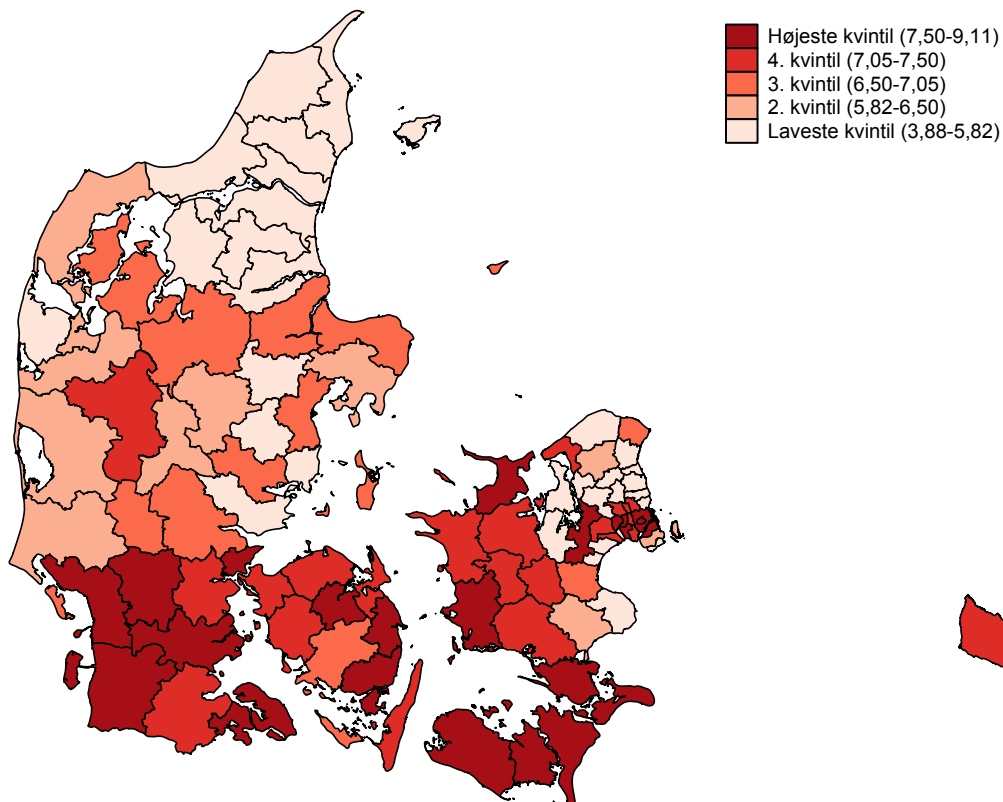 Højeste kvintil (7,50-9,11)
4. kvintil (7,05-7,50)
3. kvintil (6,50-7,05)
2. kvintil (5,82-6,50)
Laveste kvintil (3,88-5,82)